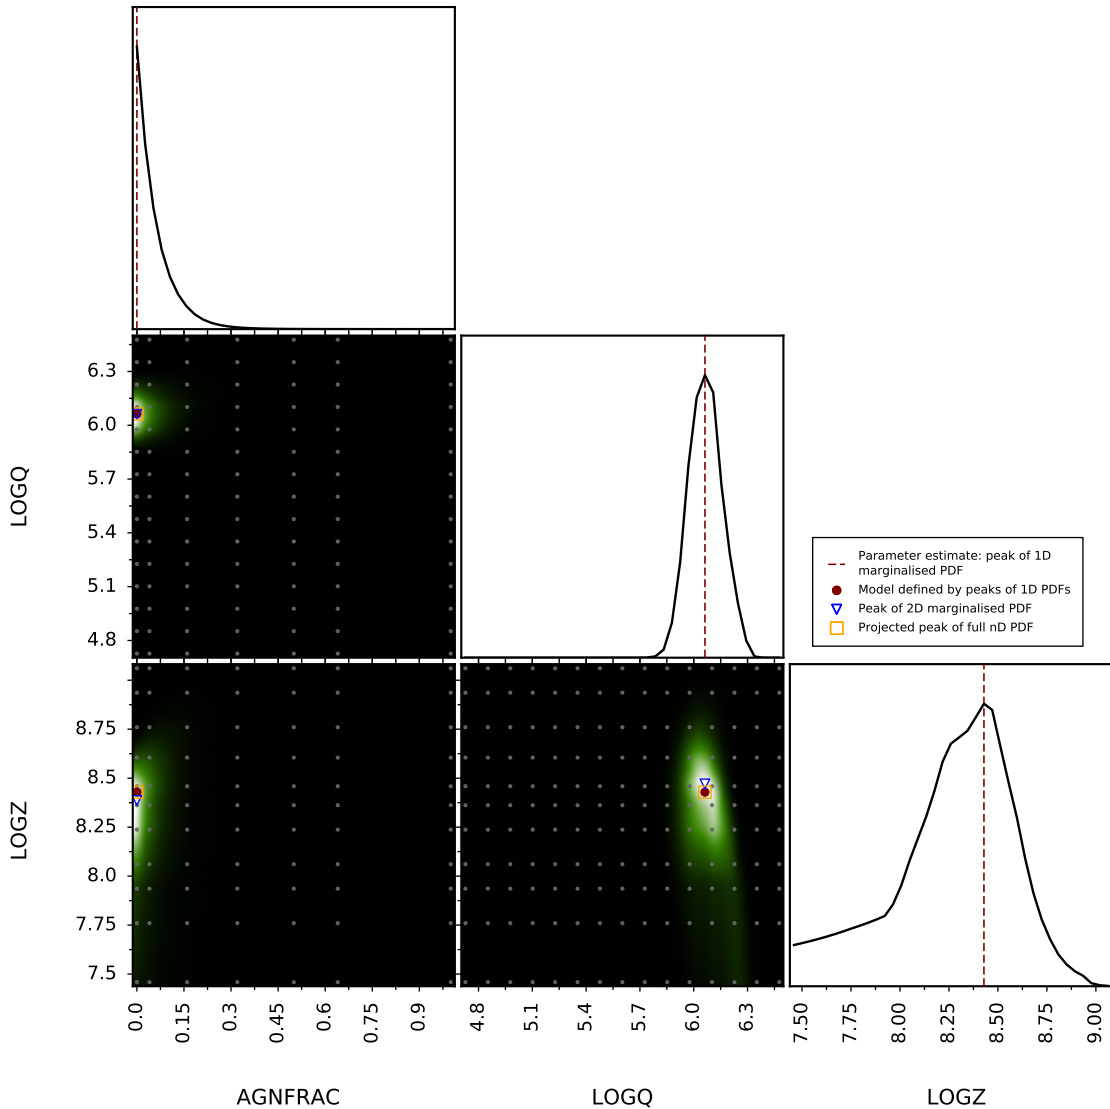 6.3
6.0
5.7
5.4
5.1
4.8
LOGQ
Parameter estimate: peak of 1D
marginalised PDF
Model defined by peaks of 1D PDFs
Peak of 2D marginalised PDF
Projected peak of full nD PDF
8.75
8.5
8.25
8.0
7.75
7.5
LOGZ
0.0 0.15 0.3 0.45 0.6 0.75 0.9
4.8 5.1 5.4 5.7 6.0 6.3
7.50 7.75 8.00 8.25 8.50 8.75 9.00
AGNFRAC
LOGQ
LOGZ